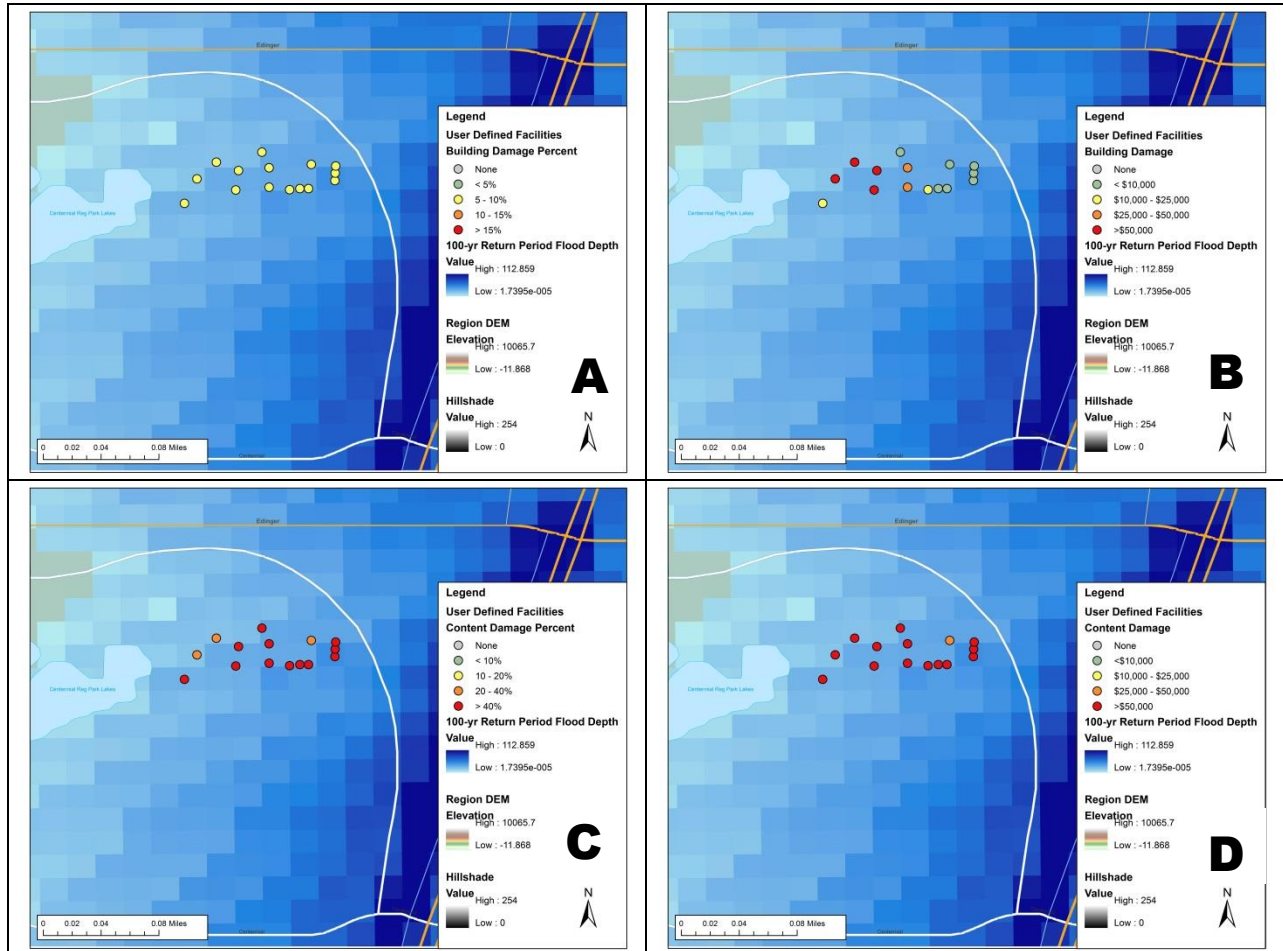 Edinger
Centennial Reg Park Lakes
Legend
User Defined Facilities
Building Damage Percent
None
< 5%
5 - 10%
10 - 15%
> 15%
100-yr Return Period Flood Depth
Value
High : 112.859
Low : 1.7395e-005
Region DEM
Elevation
High : 10065.7
Low : -11.868
Hillshade
Value
High : 254
Low : 0
N
A
0 0.02 0.04 0.08 Miles
Centennial
Edinger
Centennial Reg Park Lakes
Legend
User Defined Facilities
Building Damage
None
< $10,000
$10,000 - $25,000
$25,000 - $50,000
>$50,000
100-yr Return Period Flood Depth
Value
High : 112.859
Low : 1.7395e-005
Region DEM
Elevation
High : 10065.7
Low : -11.868
Hillshade
Value
High : 254
Low : 0
N
B
0 0.02 0.04 0.08 Miles
Centennial
Edinger
Centennial Reg Park Lakes
Legend
User Defined Facilities
Content Damage Percent
None
< 10%
10 - 20%
20 - 40%
> 40%
100-yr Return Period Flood Depth
Value
High : 112.859
Low : 1.7395e-005
Region DEM
Elevation
High : 10065.7
Low : -11.868
Hillshade
Value
High : 254
Low : 0
N
C
0 0.02 0.04 0.08 Miles
Centennial
Edinger
Centennial Reg Park Lakes
Legend
User Defined Facilities
Content Damage
None
<$10,000
$10,000 - $25,000
$25,000 - $50,000
>$50,000
100-yr Return Period Flood Depth
Value
High : 112.859
Low : 1.7395e-005
Region DEM
Elevation
High : 10065.7
Low : -11.868
Hillshade
Value
High : 254
Low : 0
N
D
0 0.02 0.04 0.08 Miles
Centennial